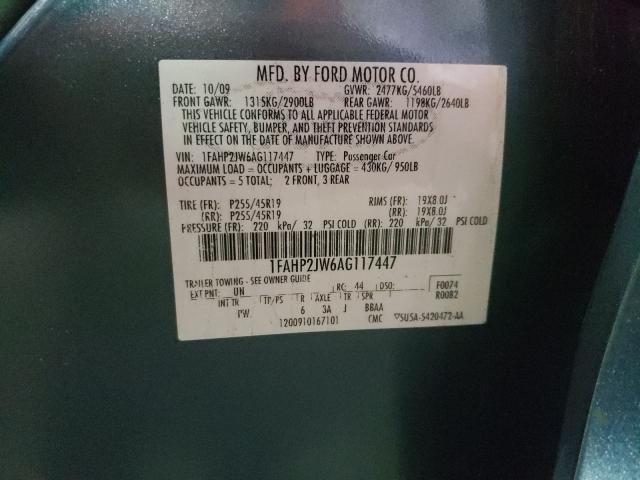 MFD. BY FORD MOTOR CO.
DATE: 10/09 GVWR: 2477KG/5460LB
FRONT GAWR: 1315KG/2900LB REAR GAWR: 1198KG/2640LB
THIS VEHICLE CONFORMS TO ALL APPLICABLE FEDERAL MOTOR
VEHICLE SAFETY, BUMPER, AND THEFT PREVENTION STANDARDS
IN EFFECT ON THE DATE OF MANUFACTURE SHOWN ABOVE.
VIN: 1FAHP2JW6AG117447 TYPE: Passenger Car
MAXIMUM LOAD = OCCUPANTS + LUGGAGE = 430KG/ 950LB
OCCUPANTS = 5 TOTAL; 2 FRONT, 3 REAR
TIRE (FR): P255/45R19 RIMS (FR): 19X8.0J
(RR): P255/45R19 (RR): 19X8.0J
PRESSURE (FR): 220 kPa/ 32 PSI COLD (RR): 220 kPa/ 32 PSI COLD
1FAHP2JW6AG117447
TRAILER TOWING - SEE OWNER GUIDE
EXT PNT: UN RC: 44 DSO: F0074
INT TR TP/PS R AXLE TR SPR R0082
PW 6 3A J BBAA
1200910167101 CMC ▽5U5A-5420472-AA